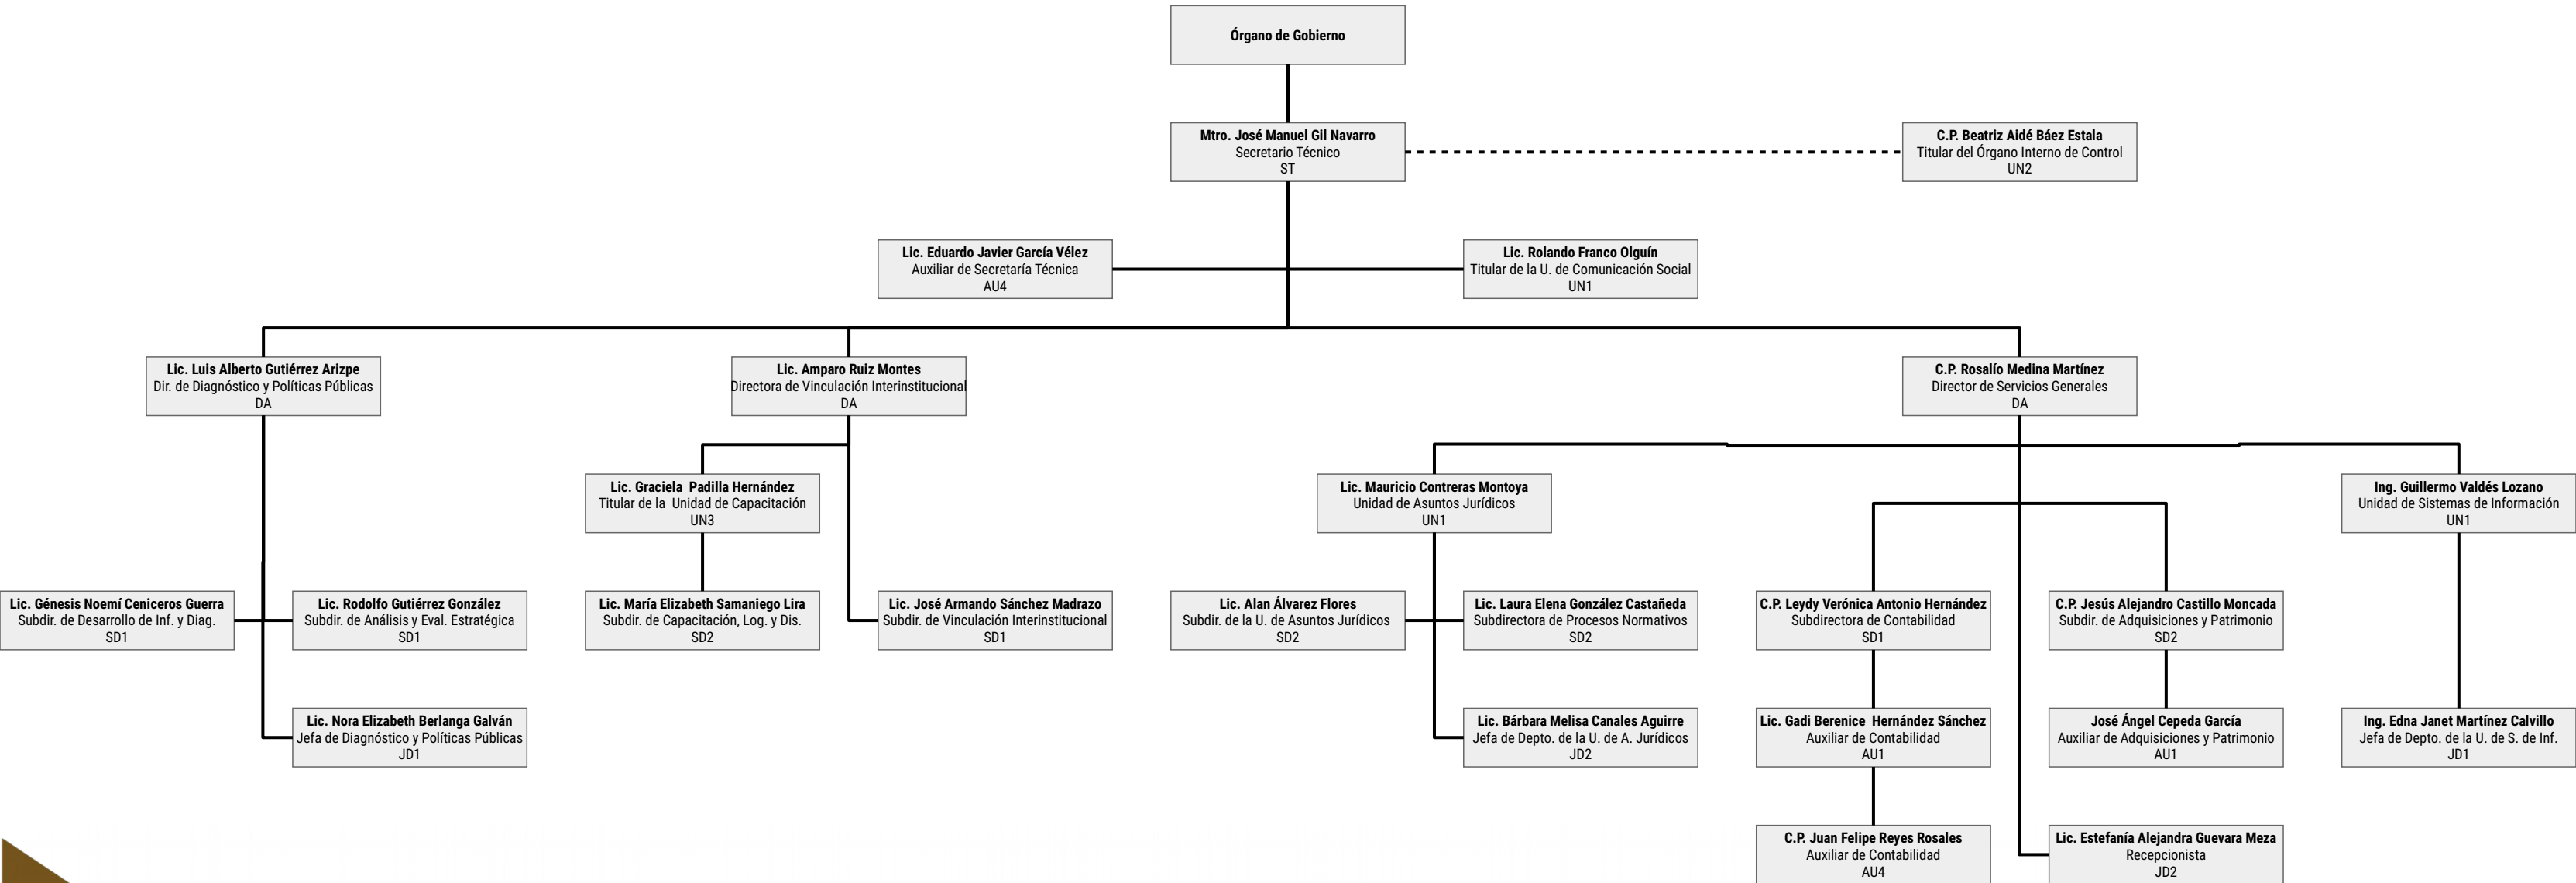 Órgano de Gobierno
Mtro. José Manuel Gil Navarro
Secretario Técnico
ST
C.P. Beatriz Aidé Báez Estala
Titular del Órgano Interno de Control
UN2
Lic. Eduardo Javier García Vélez
Auxiliar de Secretaría Técnica
AU4
Lic. Rolando Franco Olguín
Titular de la U. de Comunicación Social
UN1
Lic. Luis Alberto Gutiérrez Arizpe
Dir. de Diagnóstico y Políticas Públicas
DA
Lic. Amparo Ruiz Montes
Directora de Vinculación Interinstitucional
DA
C.P. Rosalío Medina Martínez
Director de Servicios Generales
DA
Lic. Graciela  Padilla Hernández
Titular de la  Unidad de Capacitación
UN3
Lic. Mauricio Contreras Montoya
Unidad de Asuntos Jurídicos
UN1
Ing. Guillermo Valdés Lozano
Unidad de Sistemas de Información
UN1
Lic. Génesis Noemí Ceniceros Guerra
Subdir. de Desarrollo de Inf. y Diag.
SD1
Lic. Rodolfo Gutiérrez González
Subdir. de Análisis y Eval. Estratégica
SD1
Lic. María Elizabeth Samaniego Lira
Subdir. de Capacitación, Log. y Dis.
SD2
Lic. José Armando Sánchez Madrazo
Subdir. de Vinculación Interinstitucional
SD1
Lic. Alan Álvarez Flores
Subdir. de la U. de Asuntos Jurídicos
SD2
Lic. Laura Elena González Castañeda
Subdirectora de Procesos Normativos
SD2
C.P. Leydy Verónica Antonio Hernández
Subdirectora de Contabilidad
SD1
C.P. Jesús Alejandro Castillo Moncada
Subdir. de Adquisiciones y Patrimonio
SD2
Lic. Nora Elizabeth Berlanga Galván
Jefa de Diagnóstico y Políticas Públicas
JD1
Lic. Bárbara Melisa Canales Aguirre
Jefa de Depto. de la U. de A. Jurídicos
JD2
Lic. Gadi Berenice  Hernández Sánchez
Auxiliar de Contabilidad
AU1
José Ángel Cepeda García
Auxiliar de Adquisiciones y Patrimonio
AU1
Ing. Edna Janet Martínez Calvillo
Jefa de Depto. de la U. de S. de Inf.
JD1
C.P. Juan Felipe Reyes Rosales
Auxiliar de Contabilidad
AU4
Lic. Estefanía Alejandra Guevara Meza
Recepcionista
JD2